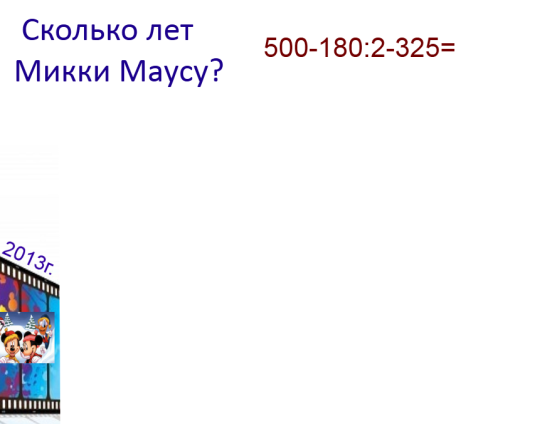 Сколько лет
Микки Маусу?
500-180:2-325=
2013г.